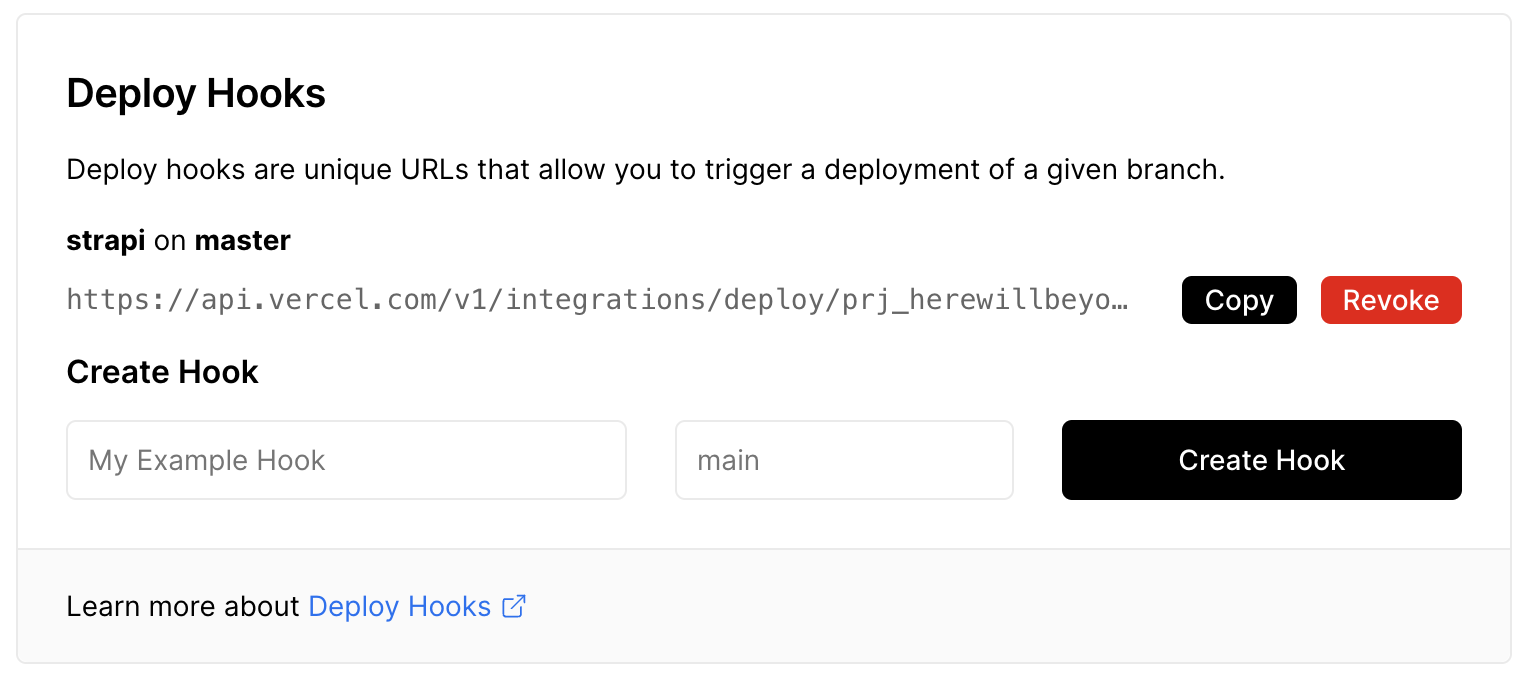 Deploy Hooks
Deploy hooks are unique URLs that allow you to trigger a deployment of a given branch.
strapi on master
https://api.vercel.com/v1/integrations/deploy/prj_herewillbeyo…
Copy
Revoke
Create Hook
My Example Hook
main
Create Hook
Learn more about Deploy Hooks